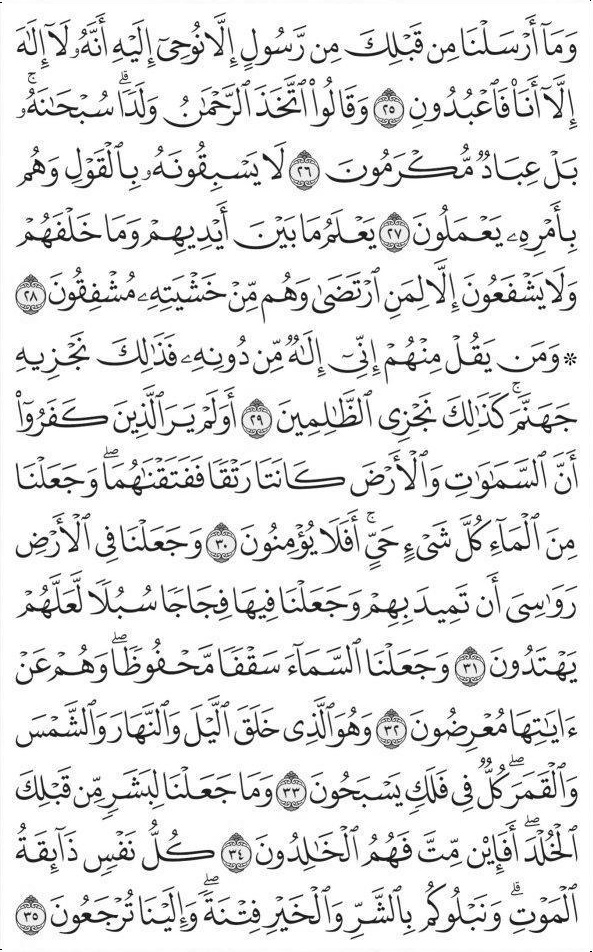 وَمَآ أَرْسَلْنَا مِن قَبْلِكَ مِن رَّسُولٍ إِلَّا نُوحِىٓ إِلَيْهِ أَنَّهُۥ لَآ إِلَٰهَ
إِلَّآ أَنَا۠ فَٱعْبُدُونِ ٢٥ وَقَالُوا۟ ٱتَّخَذَ ٱلرَّحْمَٰنُ وَلَدًا ۗ سُبْحَٰنَهُۥ ۚ
بَلْ عِبَادٌ مُّكْرَمُونَ ٢٦ لَا يَسْبِقُونَهُۥ بِٱلْقَوْلِ وَهُم
بِأَمْرِهِۦ يَعْمَلُونَ ٢٧ يَعْلَمُ مَا بَيْنَ أَيْدِيهِمْ وَمَا خَلْفَهُمْ
وَلَا يَشْفَعُونَ إِلَّا لِمَنِ ٱرْتَضَىٰ وَهُم مِّنْ خَشْيَتِهِۦ مُشْفِقُونَ ٢٨
۞ وَمَن يَقُلْ مِنْهُمْ إِنِّىٓ إِلَٰهٌ مِّن دُونِهِۦ فَذَٰلِكَ نَجْزِيهِ
جَهَنَّمَ ۚ كَذَٰلِكَ نَجْزِى ٱلظَّٰلِمِينَ ٢٩ أَوَلَمْ يَرَ ٱلَّذِينَ كَفَرُوٓا۟
أَنَّ ٱلسَّمَٰوَٰتِ وَٱلْأَرْضَ كَانَتَا رَتْقًا فَفَتَقْنَٰهُمَا ۖ وَجَعَلْنَا
مِنَ ٱلْمَآءِ كُلَّ شَىْءٍ حَىٍّ ۚ أَفَلَا يُؤْمِنُونَ ٣٠ وَجَعَلْنَا فِى ٱلْأَرْضِ
رَوَٰسِىَ أَن تَمِيدَ بِهِمْ وَجَعَلْنَا فِيهَا فِجَاجًا سُبُلًا لَّعَلَّهُمْ
يَهْتَدُونَ ٣١ وَجَعَلْنَا ٱلسَّمَآءَ سَقْفًا مَّحْفُوظًا ۖ وَهُمْ عَنْ
ءَايَٰتِهَا مُعْرِضُونَ ٣٢ وَهُوَ ٱلَّذِى خَلَقَ ٱلَّيْلَ وَٱلنَّهَارَ وَٱلشَّمْسَ
وَٱلْقَمَرَ ۖ كُلٌّ فِى فَلَكٍ يَسْبَحُونَ ٣٣ وَمَا جَعَلْنَا لِبَشَرٍ مِّن قَبْلِكَ
ٱلْخُلْدَ ۖ أَفَإِي۟ن مِّتَّ فَهُمُ ٱلْخَٰلِدُونَ ٣٤ كُلُّ نَفْسٍ ذَآئِقَةُ
ٱلْمَوْتِ ۗ وَنَبْلُوكُم بِٱلشَّرِّ وَٱلْخَيْرِ فِتْنَةً ۖ وَإِلَيْنَا تُرْجَعُونَ ٣٥